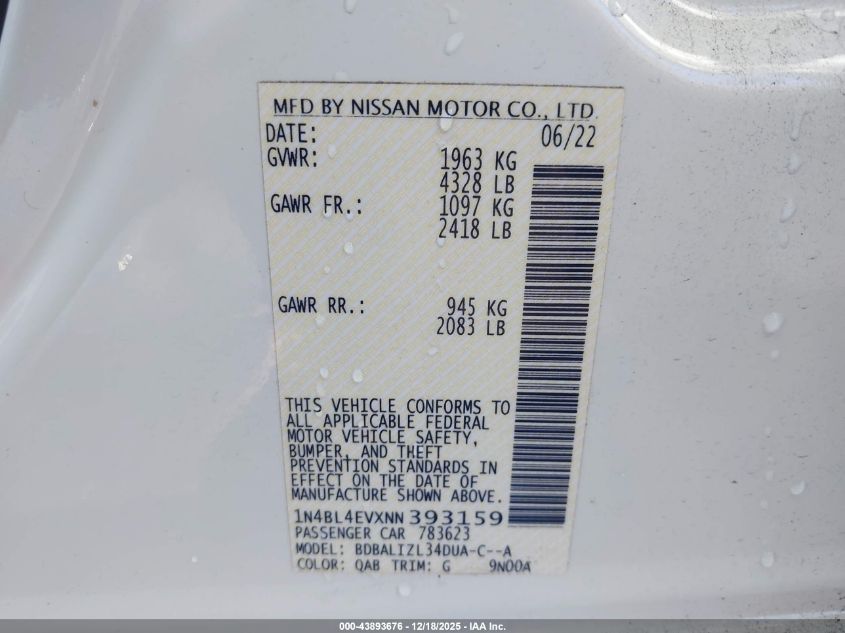 MFD BY NISSAN MOTOR CO., LTD.
DATE: 06/22
GVWR: 1963 KG
4328 LB
GAWR FR.: 1097 KG
2418 LB
GAWR RR.: 945 KG
2083 LB
THIS VEHICLE CONFORMS TO
ALL APPLICABLE FEDERAL
MOTOR VEHICLE SAFETY,
BUMPER, AND THEFT
PREVENTION STANDARDS IN
EFFECT ON THE DATE OF
MANUFACTURE SHOWN ABOVE.
1N4BL4EVXNN393159
PASSENGER CAR 783623
MODEL: BDBALIZL34DUA-C--A
COLOR: QAB TRIM: G 9N00A
000-43893676 - 12/18/2025 - IAA Inc.